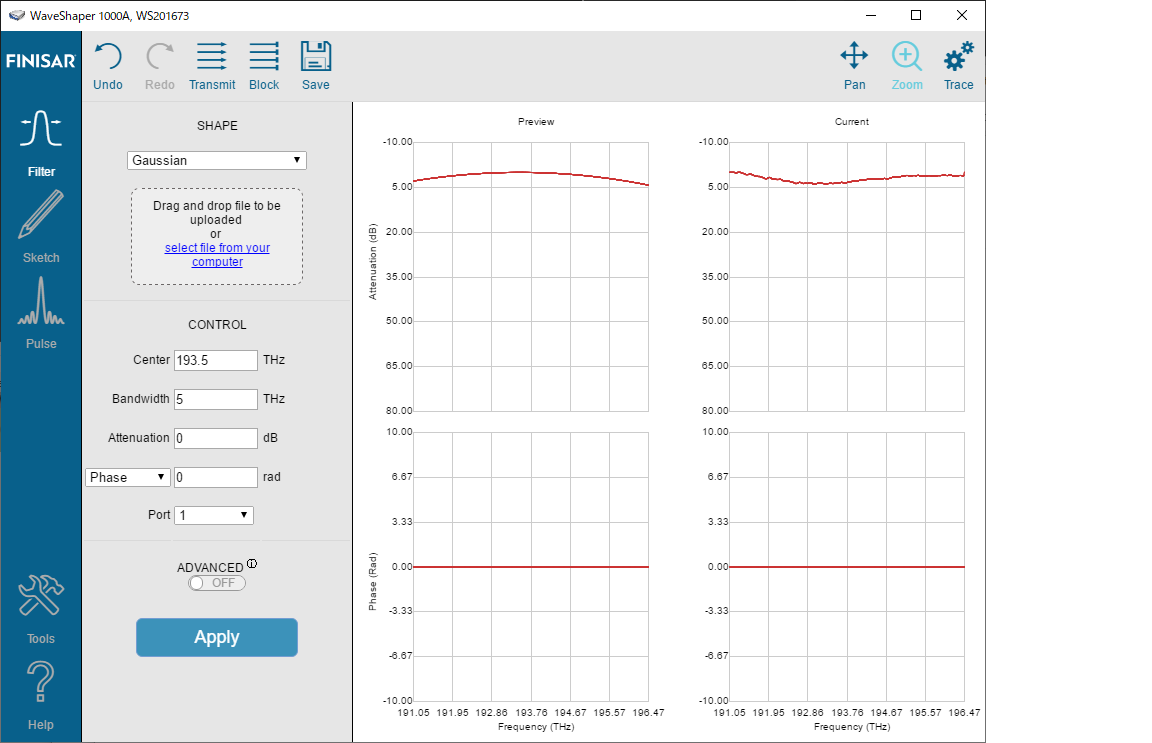 WaveShaper 1000A, WS201673
FINISAR
Undo
Redo
Transmit
Block
Save
Pan
Zoom
Trace
Filter
Sketch
Pulse
Tools
Help
SHAPE
Gaussian
Drag and drop file to be
uploaded
or
select file from your
computer
CONTROL
Center 193.5 THz
Bandwidth 5 THz
Attenuation 0 dB
Phase 0 rad
Port 1
ADVANCED
OFF
Apply
Preview
-10.00
5.00
20.00
35.00
50.00
65.00
80.00
Attenuation (dB)
10.00
6.67
3.33
0.00
-3.33
-6.67
-10.00
Phase (Rad)
191.05 191.95 192.86 193.76 194.67 195.57 196.47
Frequency (THz)
Current
-10.00
5.00
20.00
35.00
50.00
65.00
80.00
10.00
6.67
3.33
0.00
-3.33
-6.67
-10.00
191.05 191.95 192.86 193.76 194.67 195.57 196.47
Frequency (THz)